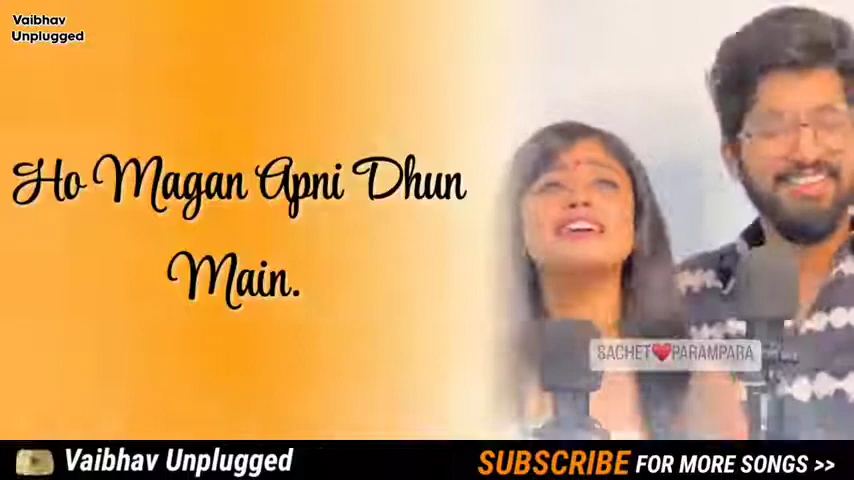 Vaibhav
Unplugged
Ho Magan Apni Dhun
Main.
SACHET❤️PARAMPARA
Vaibhav Unplugged
SUBSCRIBE FOR MORE SONGS >>